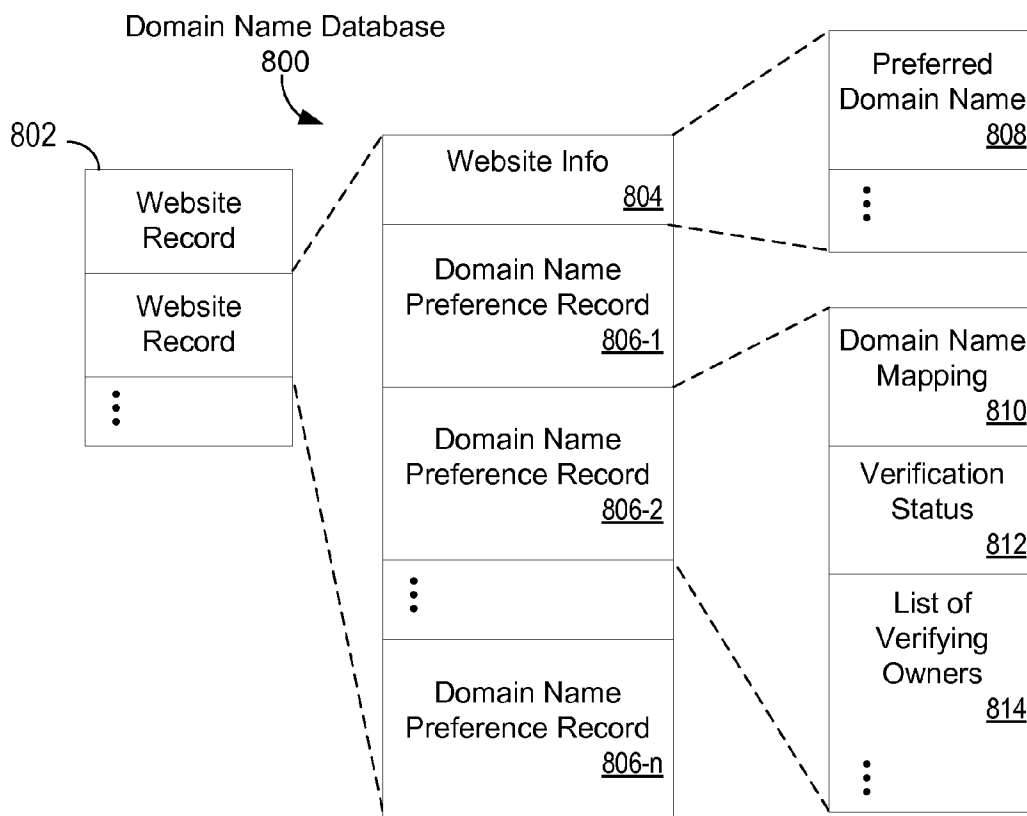 Domain Name Database
800
802
Website
Record
Website
Record
Website Info
804
Domain Name
Preference Record
806-1
Domain Name
Preference Record
806-2
Domain Name
Preference Record
806-n
Preferred
Domain Name
808
Domain Name
Mapping
810
Verification
Status
812
List of
Verifying
Owners
814